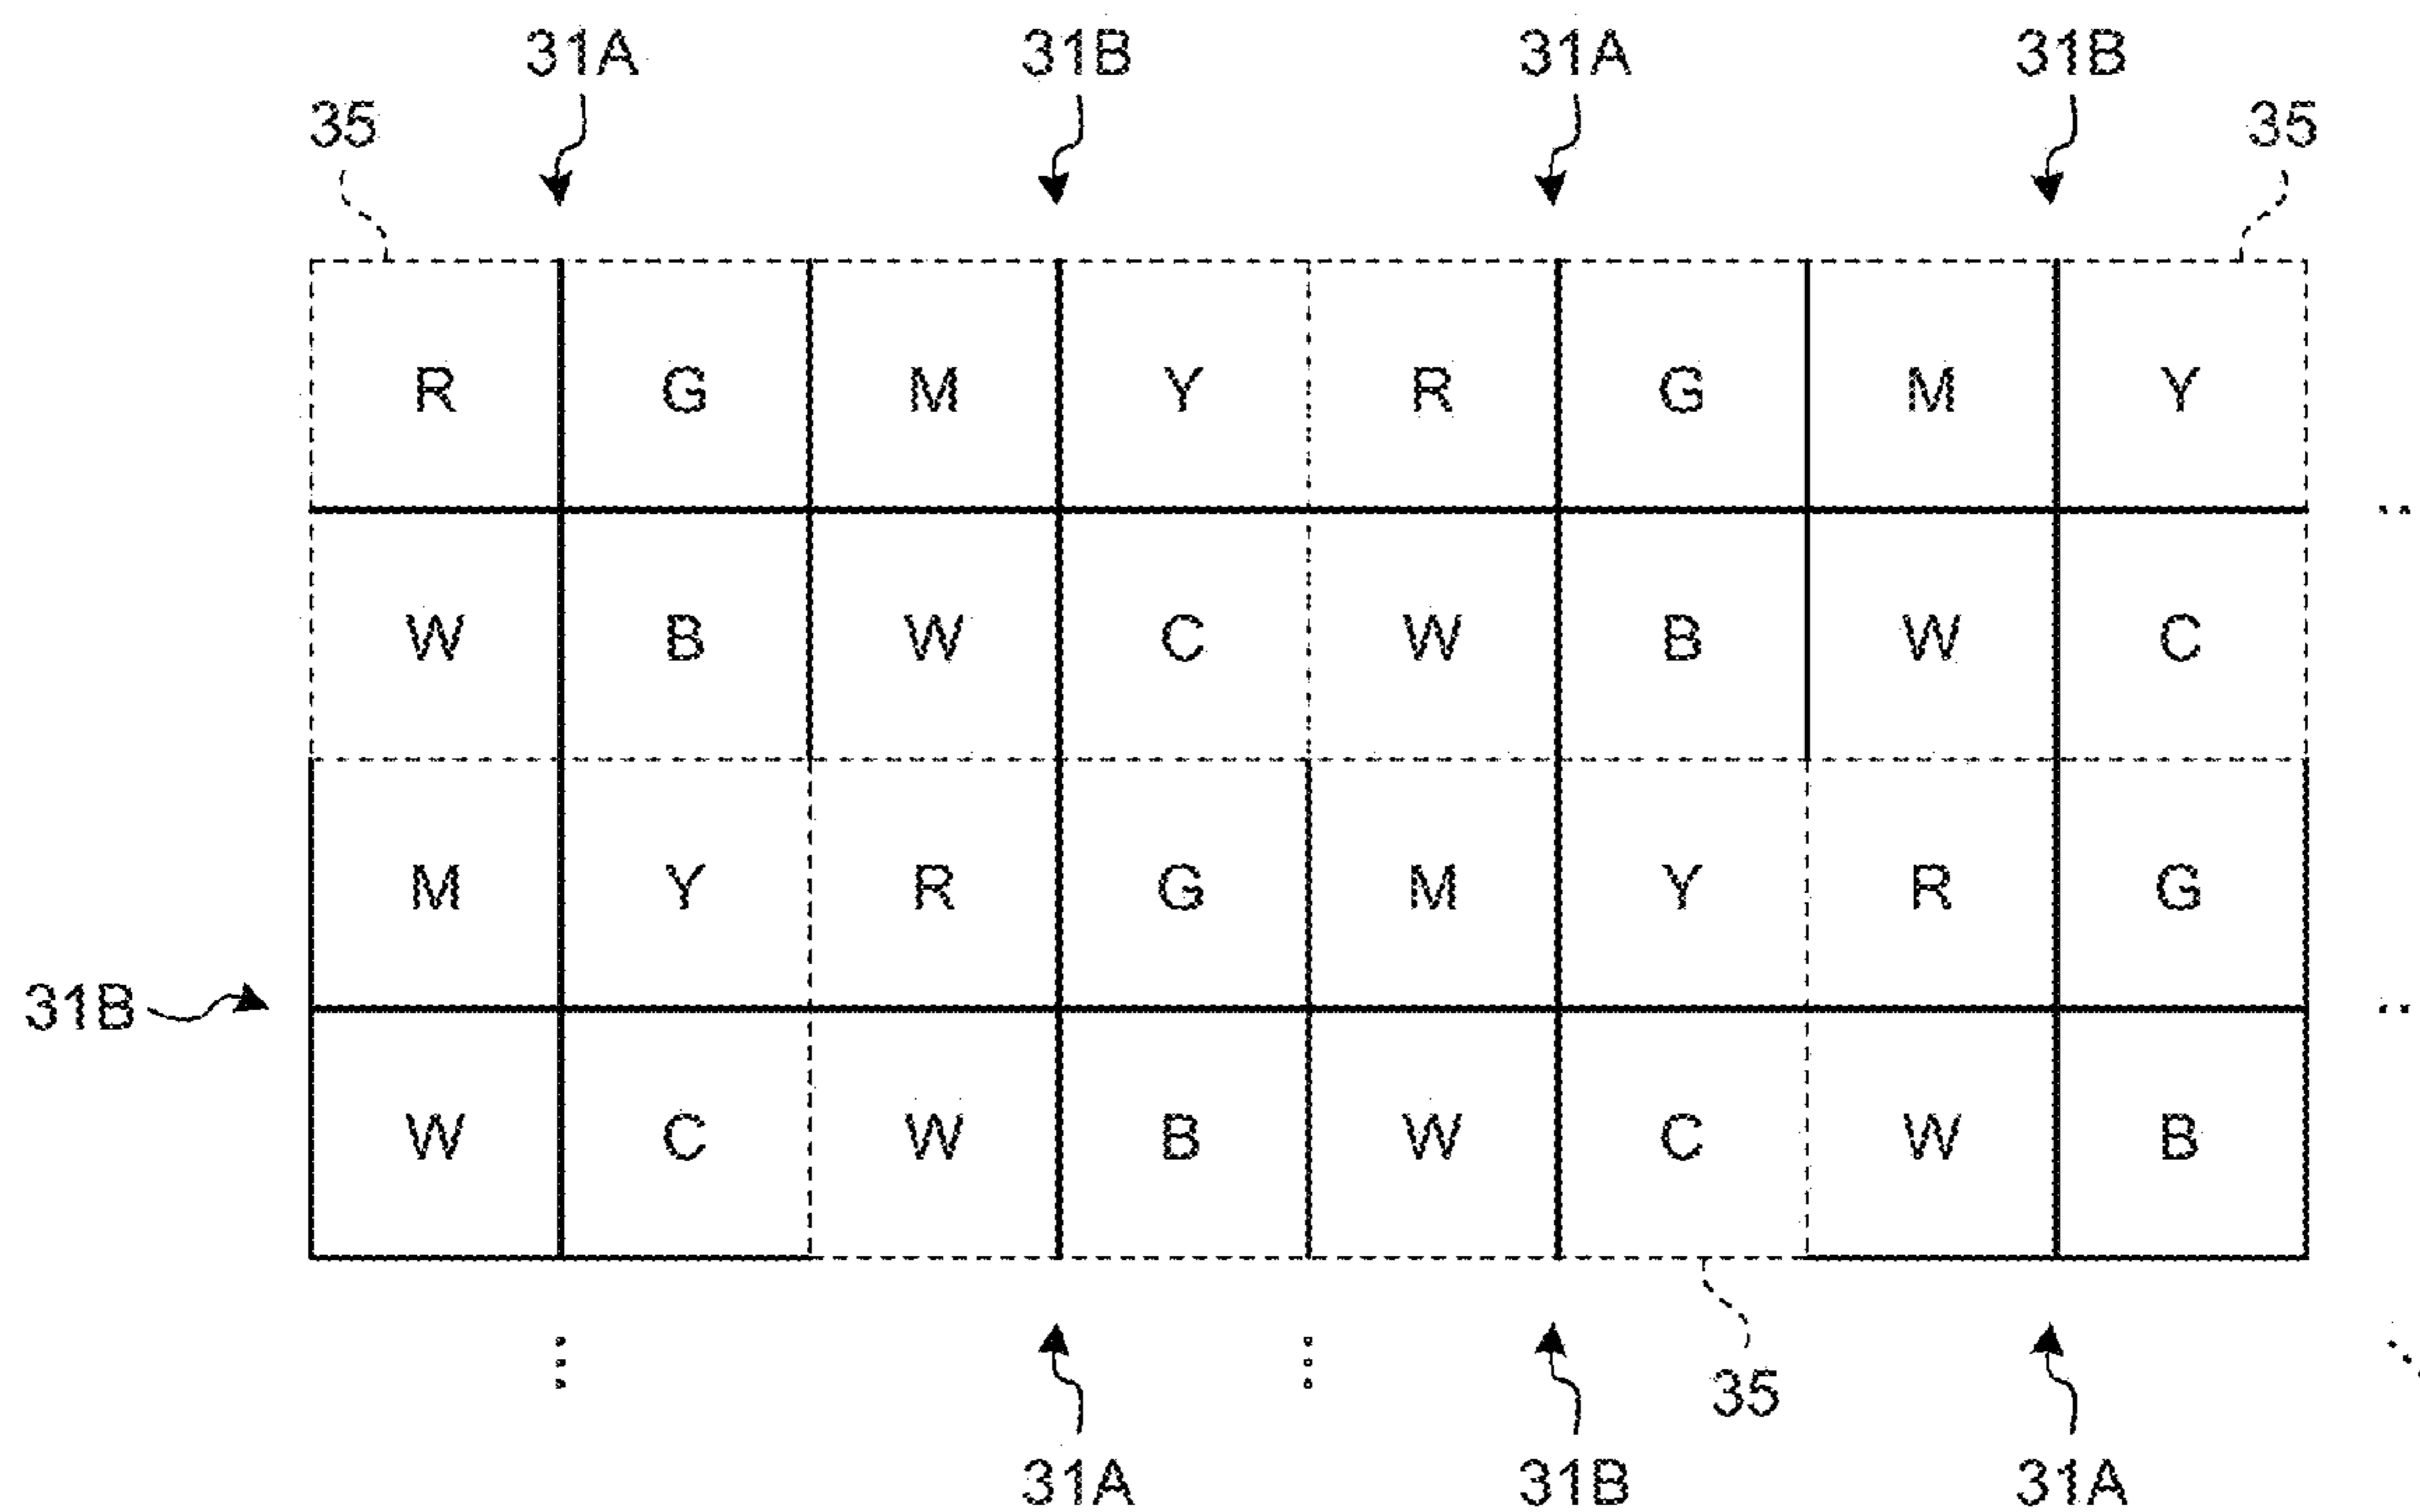 31A 31B 31A 31B
35 35
R G M Y R G M Y
W B W C W B W C
M Y R G M Y R G
31B
W C W B W C W B
35
31A 31B 31A